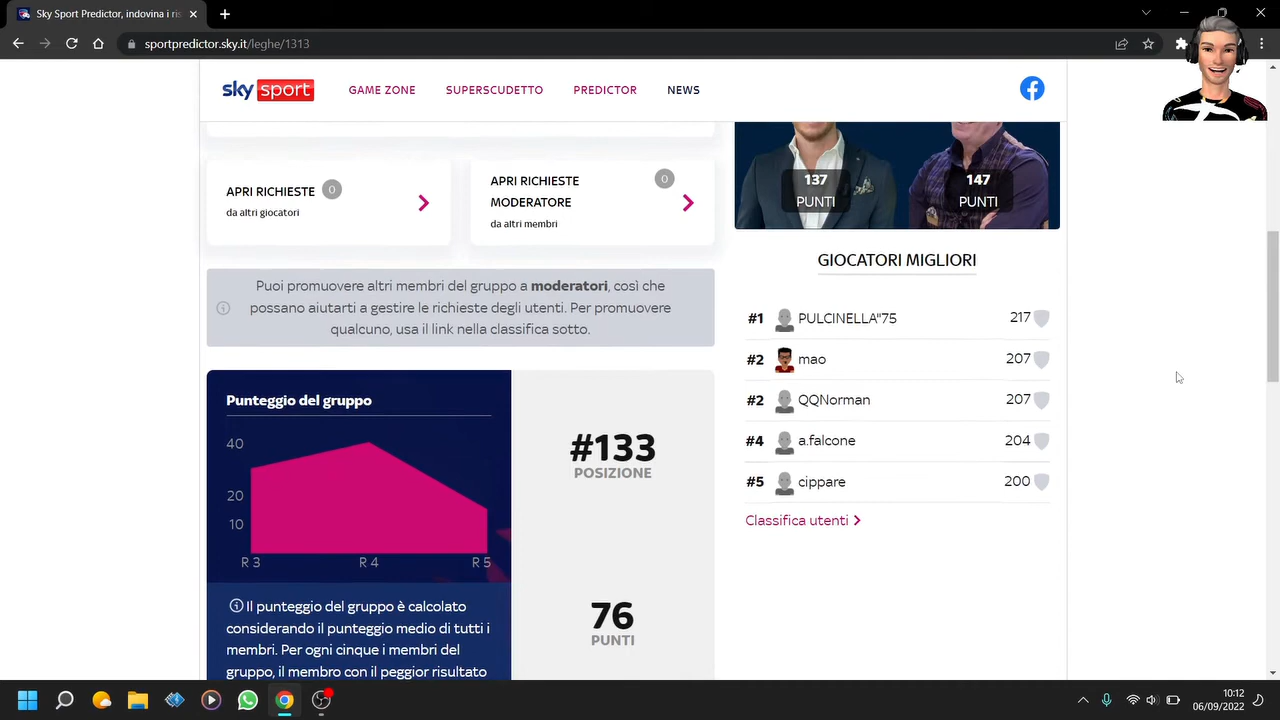 Sky Sport Predictor, indovina i ris
sportpredictor.sky.it/leghe/1313
sky sport
GAME ZONE
SUPERSCUDETTO
PREDICTOR
NEWS
APRI RICHIESTE 0
da altri giocatori
APRI RICHIESTE
MODERATORE
0
da altri membri
Puoi promuovere altri membri del gruppo a moderatori, così che
possano aiutarti a gestire le richieste degli utenti. Per promuovere
qualcuno, usa il link nella classifica sotto.
Punteggio del gruppo
40
20
10
R 3
R 4
R 5
Il punteggio del gruppo è calcolato
considerando il punteggio medio di tutti i
membri. Per ogni cinque i membri del
gruppo, il membro con il peggior risultato
#133
POSIZIONE
76
PUNTI
137
PUNTI
147
PUNTI
GIOCATORI MIGLIORI
#1 PULCINELLA"75 217
#2 mao 207
#2 QQNorman 207
#4 a.falcone 204
#5 cippare 200
Classifica utenti
10:12
06/09/2022